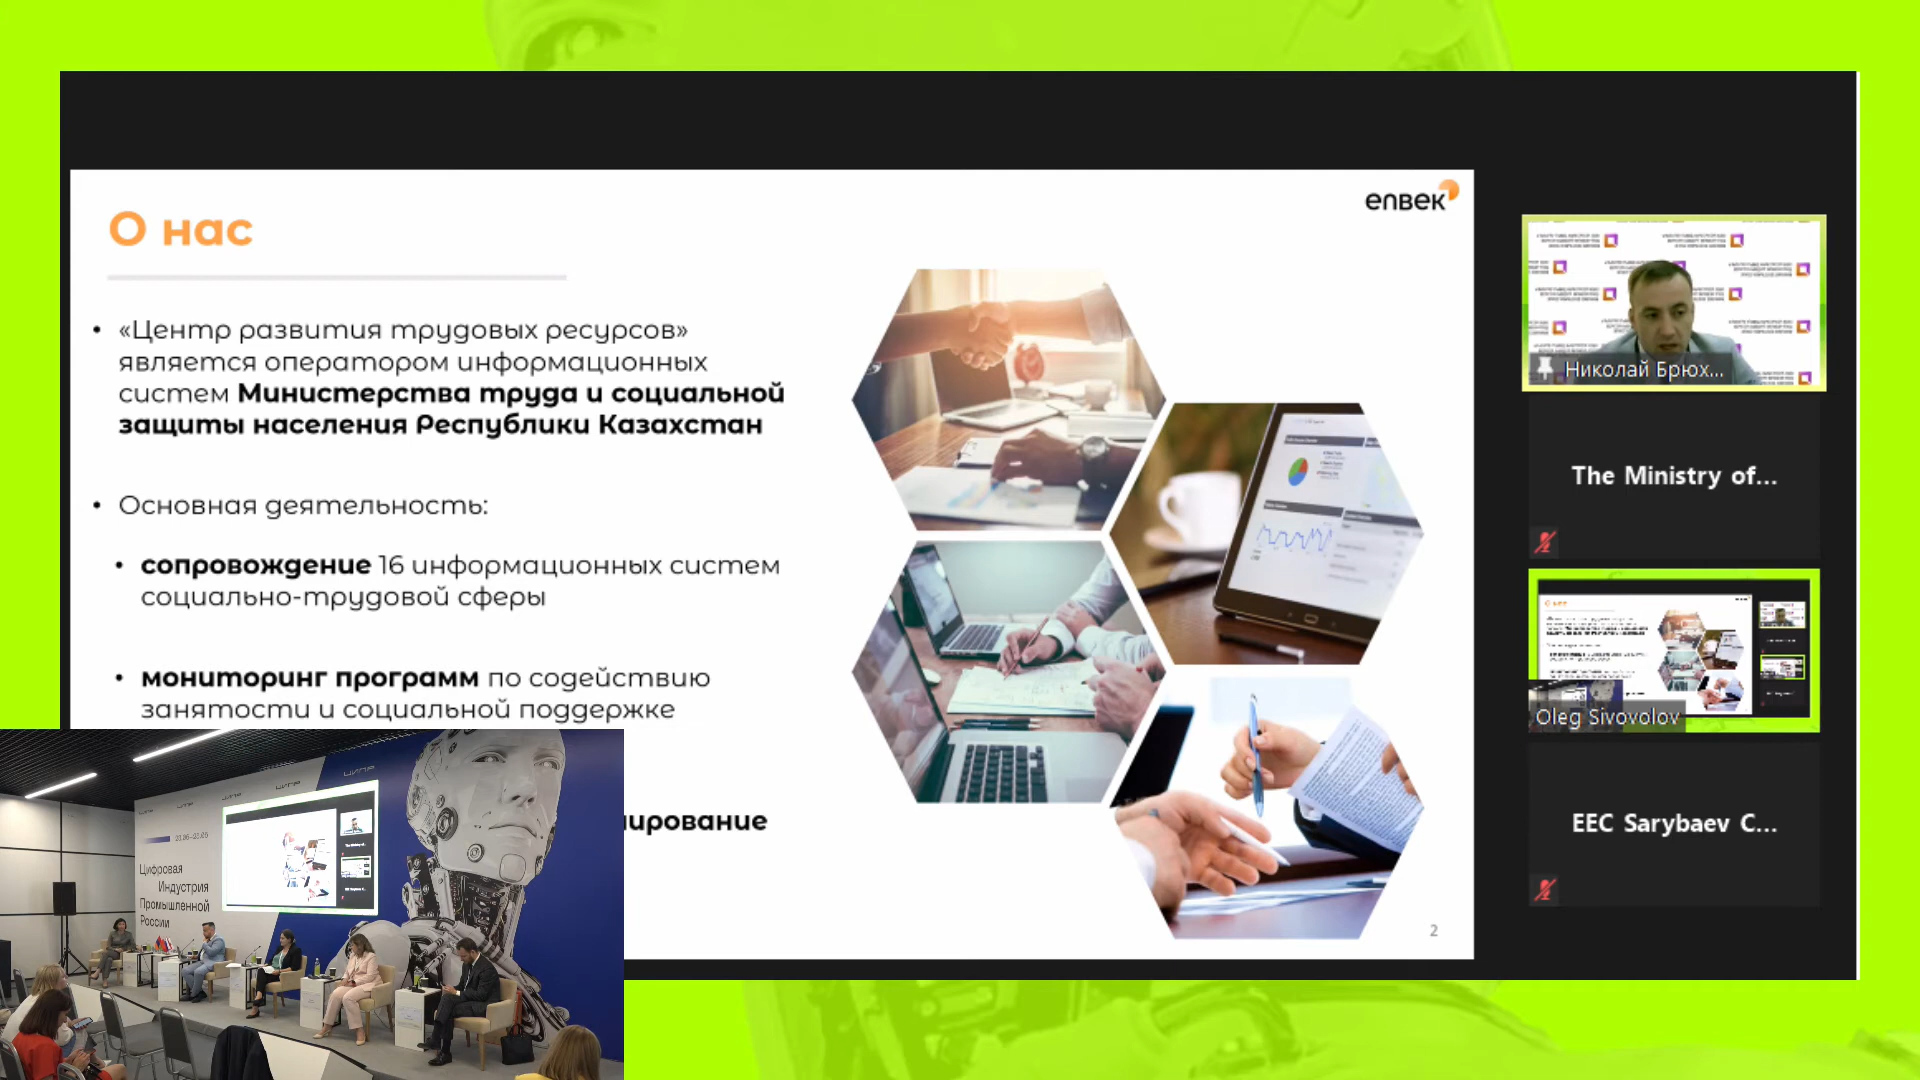 О нас
enвек
«Центр развития трудовых ресурсов»
является оператором информационных
систем Министерства труда и социальной
защиты населения Республики Казахстан
Основная деятельность:
сопровождение 16 информационных систем
социально-трудовой сферы
мониторинг программ по содействию
занятости и социальной поддержке
ирование
2
Николай Брюх...
The Ministry of...
Oleg Sivovolov
EEC Sarybaev C...
ЦИПР
Цифровая
Индустрия
Промышленной
России